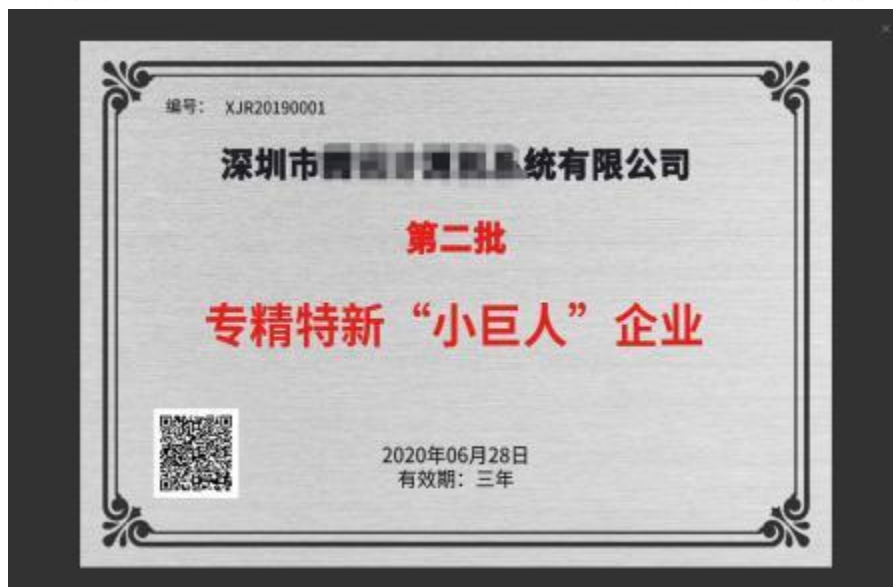 编号： XJR20190001
深圳市统有限公司
第二批
专精特新“小巨人”企业
2020年06月28日
有效期：三年